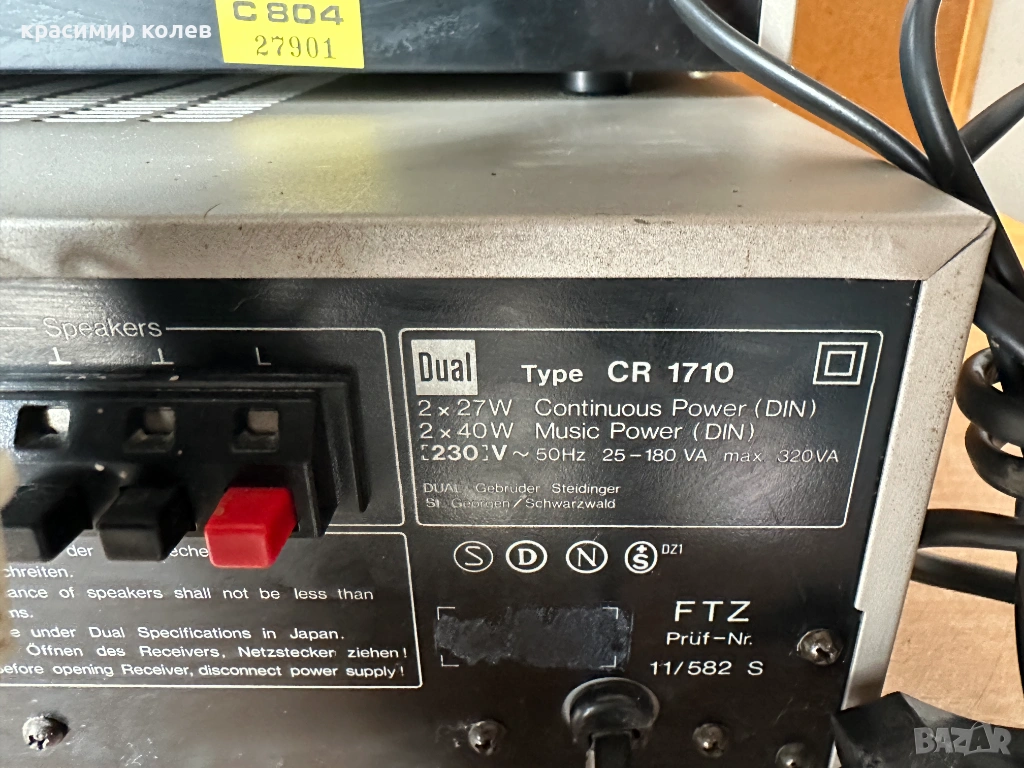 красимир колев
C 804
27901
Speakers
L
Dual Type CR 1710
2 x 27W Continuous Power (DIN)
2 x 40W Music Power (DIN)
[230]V ~ 50Hz 25-180 VA max 320VA
DUAL Gebrüder Steidinger
St. Georgen / Schwarzwald
S D N S DZ1
FTZ
Prüf-Nr.
11/582 S
der
chreiten.
ance of speakers shall not be less than
ns.
e under Dual Specifications in Japan.
Öffnen des Receivers, Netzstecker ziehen!
efore opening Receiver, disconnect power supply!
BAZAR